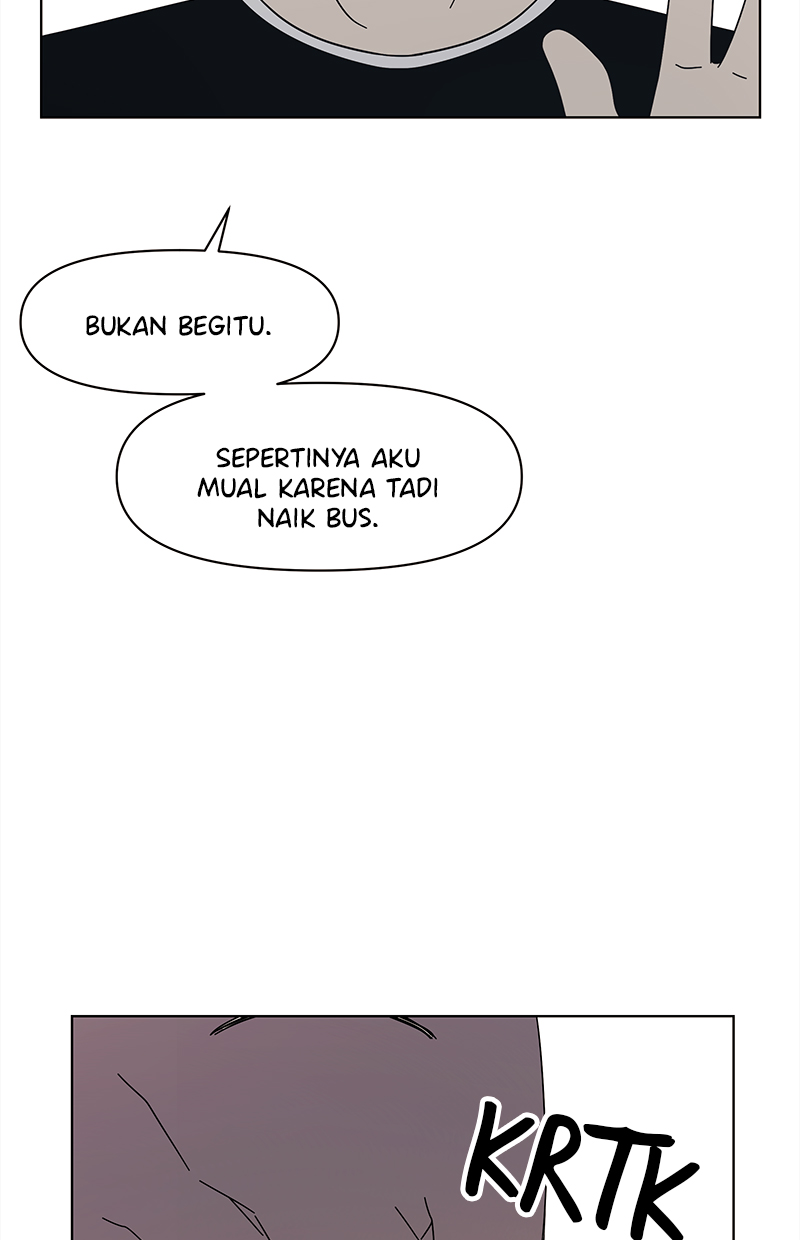 BUKAN BEGITU.
SEPERTINYA AKU
MUAL KARENA TADI
NAIK BUS.
KRTK